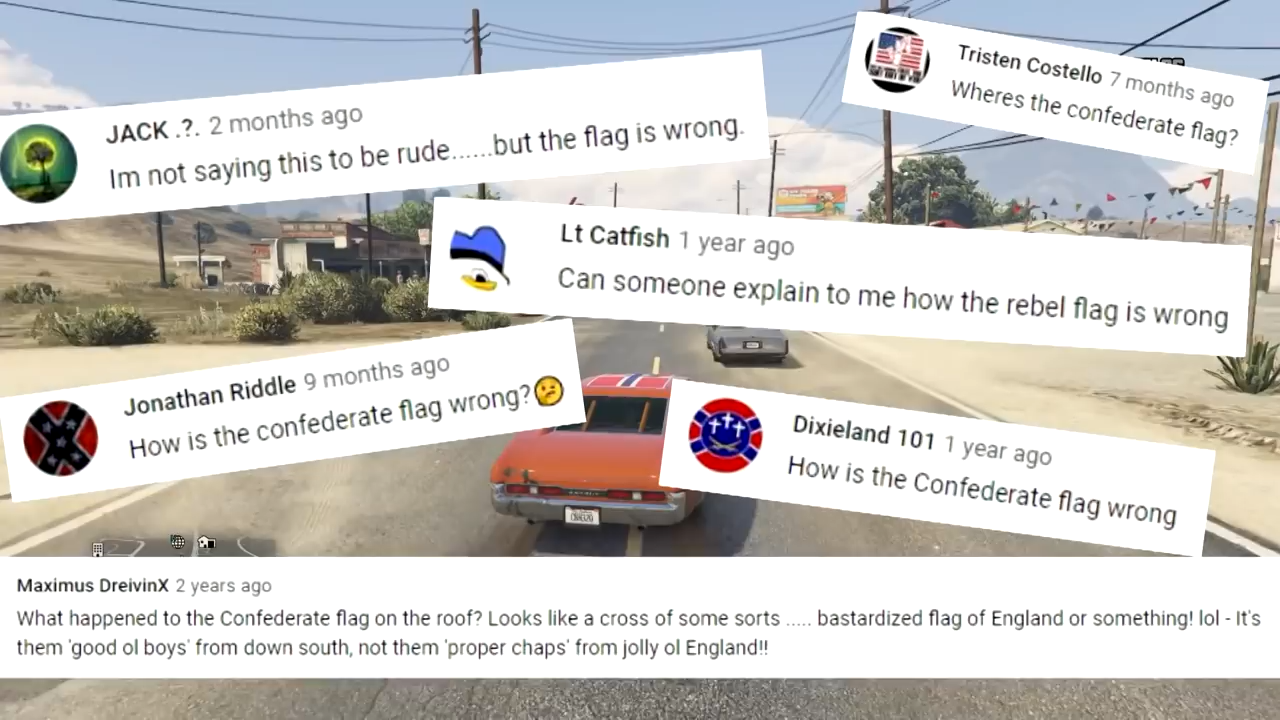 Tristen Costello 7 months ago
Wheres the confederate flag?
JACK .?. 2 months ago
Im not saying this to be rude......but the flag is wrong.
Lt Catfish 1 year ago
Can someone explain to me how the rebel flag is wrong
Jonathan Riddle 9 months ago
How is the confederate flag wrong?🤨
Dixieland 101 1 year ago
How is the Confederate flag wrong
Maximus DreivinX 2 years ago
What happened to the Confederate flag on the roof? Looks like a cross of some sorts ..... bastardized flag of England or something! lol - It's
them 'good ol boys' from down south, not them 'proper chaps' from jolly ol England!!